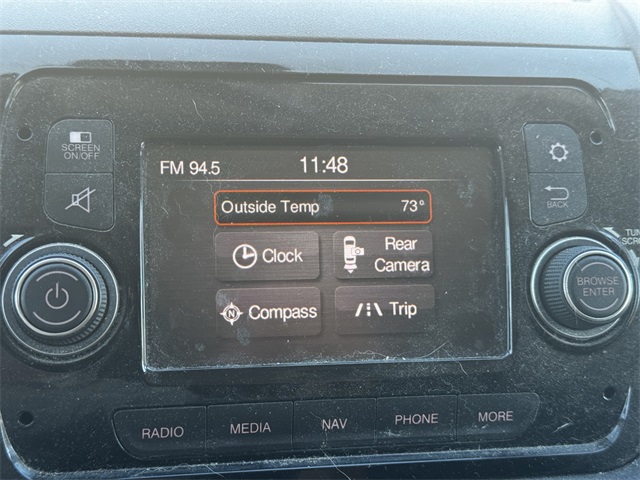 SCREEN
ON/OFF
FM 94.5
11:48
Outside Temp 73°
Clock
Rear
Camera
N
Compass
Trip
BACK
TUNE
BROWSE
ENTER
RADIO
MEDIA
NAV
PHONE
MORE